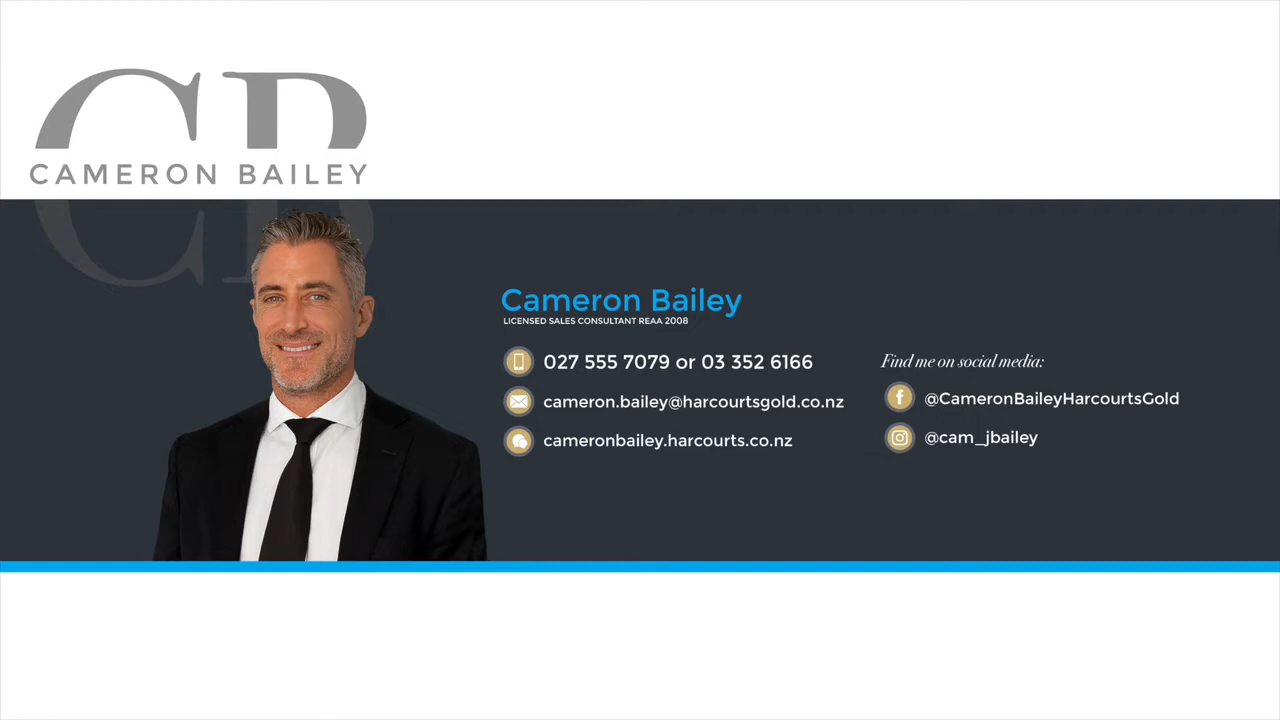 CB
CAMERON BAILEY
Cameron Bailey
LICENSED SALES CONSULTANT REAA 2008
027 555 7079 or 03 352 6166
cameron.bailey@harcourtsgold.co.nz
cameronbailey.harcourts.co.nz
Find me on social media:
@CameronBaileyHarcourtsGold
@cam_jbailey